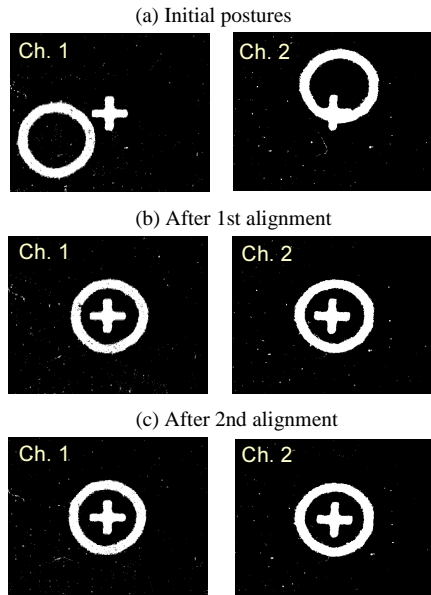 (a) Initial postures
Ch. 1
Ch. 2
(b) After 1st alignment
Ch. 1
Ch. 2
(c) After 2nd alignment
Ch. 1
Ch. 2